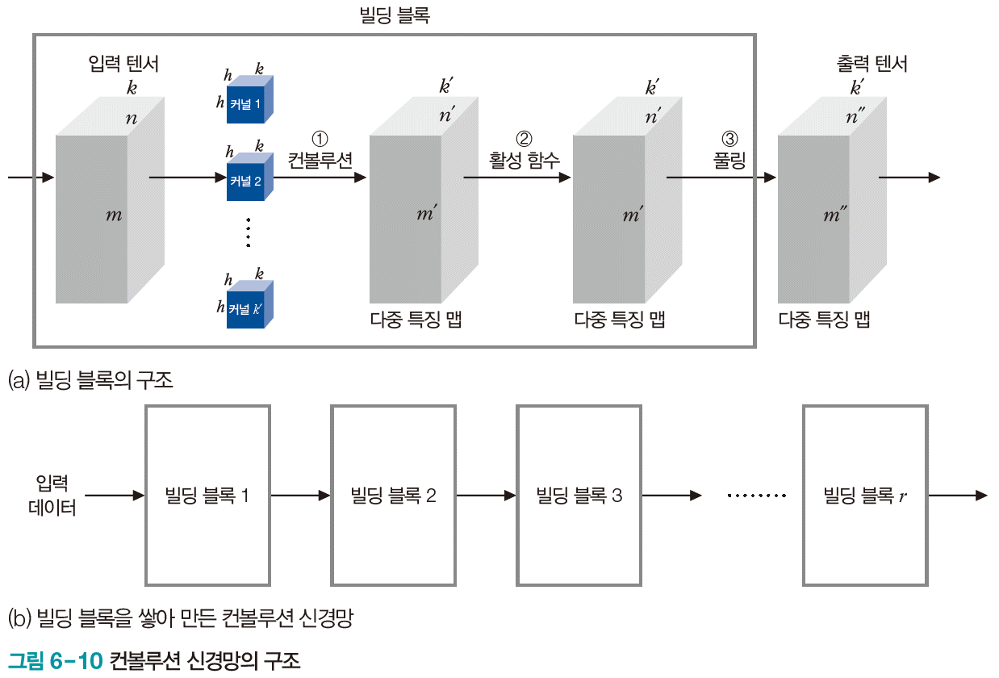 빌딩 블록
입력 텐서
k
n
m
h
k
h
커널 1
h
k
커널 2
h
k
h
커널 k′
①
컨볼루션
k′
n′
m′
다중 특징 맵
②
활성 함수
k′
n′
m′
다중 특징 맵
③
풀링
출력 텐서
k′
n″
m″
다중 특징 맵
(a) 빌딩 블록의 구조
입력
데이터
빌딩 블록 1
빌딩 블록 2
빌딩 블록 3
빌딩 블록 r
(b) 빌딩 블록을 쌓아 만든 컨볼루션 신경망
그림 6-10 컨볼루션 신경망의 구조